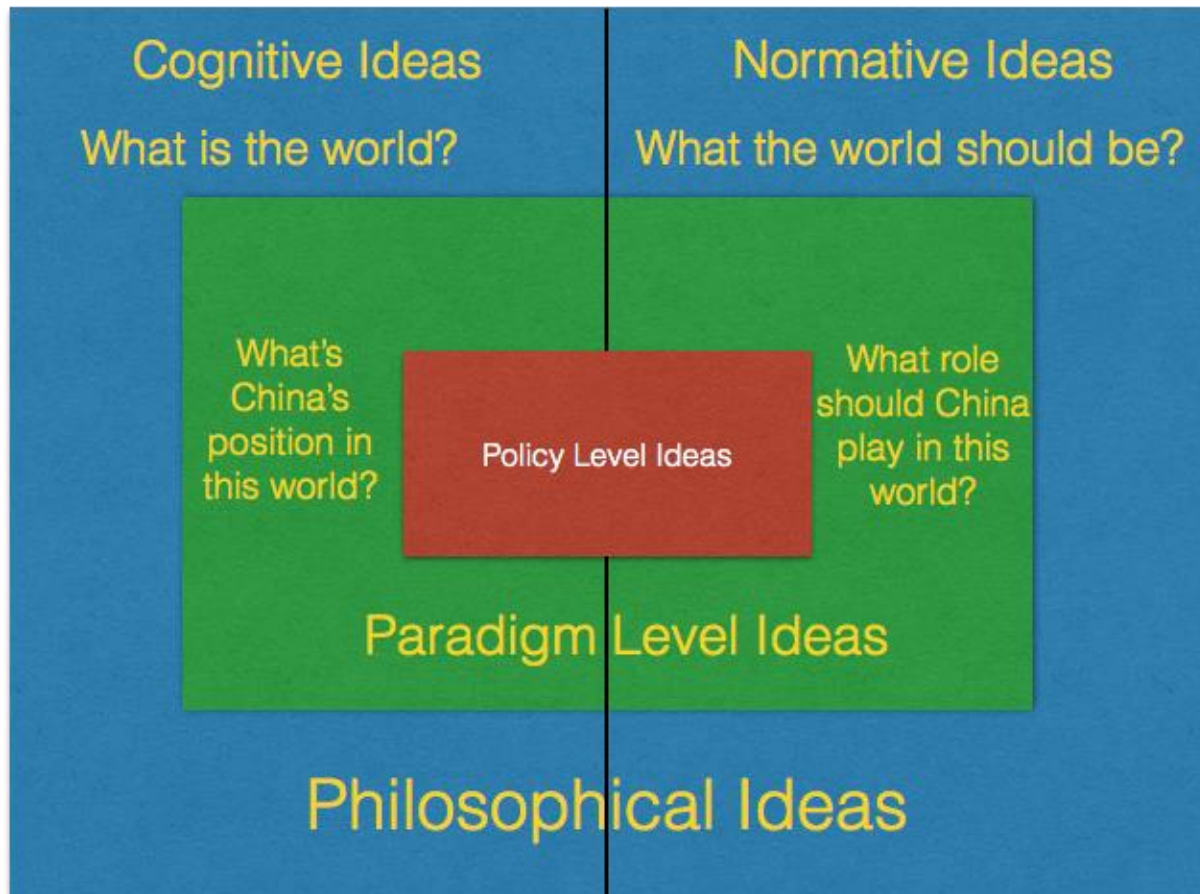 Cognitive Ideas
Normative Ideas
What is the world?
What the world should be?
What's
China's
position in
this world?
Policy Level Ideas
What role
should China
play in this
world?
Paradigm Level Ideas
Philosophical Ideas